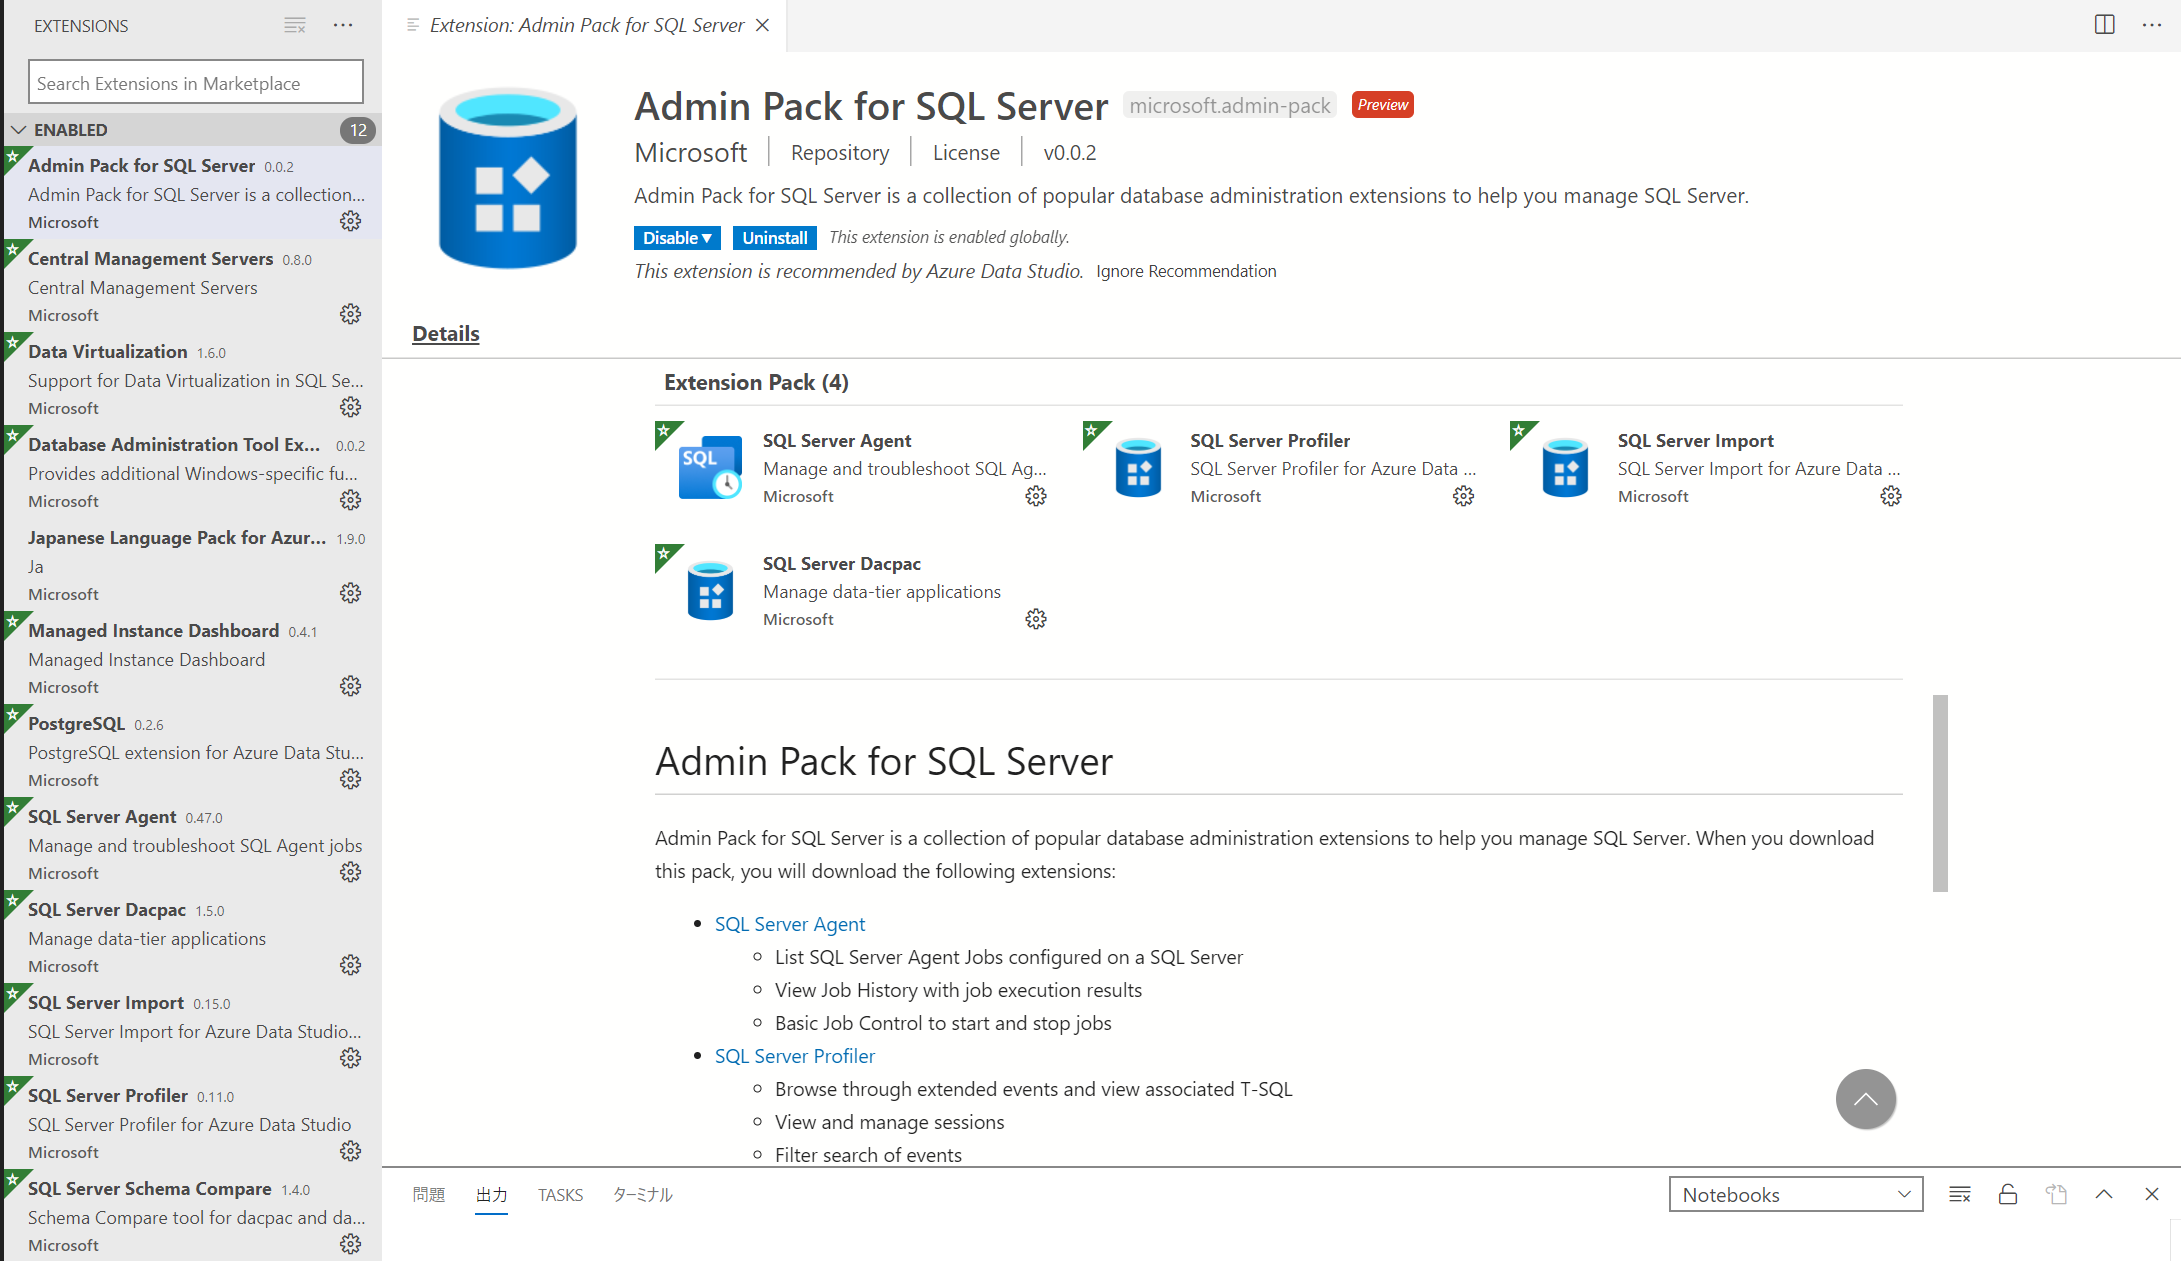 EXTENSIONS
Search Extensions in Marketplace
ENABLED 12
Admin Pack for SQL Server 0.0.2
Admin Pack for SQL Server is a collection...
Microsoft
Central Management Servers 0.8.0
Central Management Servers
Microsoft
Data Virtualization 1.6.0
Support for Data Virtualization in SQL Se...
Microsoft
Database Administration Tool Ex... 0.0.2
Provides additional Windows-specific fu...
Microsoft
Japanese Language Pack for Azur... 1.9.0
Ja
Microsoft
Managed Instance Dashboard 0.4.1
Managed Instance Dashboard
Microsoft
PostgreSQL 0.2.6
PostgreSQL extension for Azure Data Stu...
Microsoft
SQL Server Agent 0.47.0
Manage and troubleshoot SQL Agent jobs
Microsoft
SQL Server Dacpac 1.5.0
Manage data-tier applications
Microsoft
SQL Server Import 0.15.0
SQL Server Import for Azure Data Studio...
Microsoft
SQL Server Profiler 0.11.0
SQL Server Profiler for Azure Data Studio
Microsoft
SQL Server Schema Compare 1.4.0
Schema Compare tool for dacpac and da...
Microsoft
Extension: Admin Pack for SQL Server
Admin Pack for SQL Server microsoft.admin-pack Preview
Microsoft Repository License v0.0.2
Admin Pack for SQL Server is a collection of popular database administration extensions to help you manage SQL Server.
Disable Uninstall This extension is enabled globally.
This extension is recommended by Azure Data Studio. Ignore Recommendation
Details
Extension Pack (4)
SQL
SQL Server Agent
Manage and troubleshoot SQL Ag...
Microsoft
SQL Server Profiler
SQL Server Profiler for Azure Data ...
Microsoft
SQL Server Import
SQL Server Import for Azure Data ...
Microsoft
SQL Server Dacpac
Manage data-tier applications
Microsoft
Admin Pack for SQL Server
Admin Pack for SQL Server is a collection of popular database administration extensions to help you manage SQL Server. When you download
this pack, you will download the following extensions:
SQL Server Agent
List SQL Server Agent Jobs configured on a SQL Server
View Job History with job execution results
Basic Job Control to start and stop jobs
SQL Server Profiler
Browse through extended events and view associated T-SQL
View and manage sessions
Filter search of events
問題 出力 TASKS ターミナル Notebooks